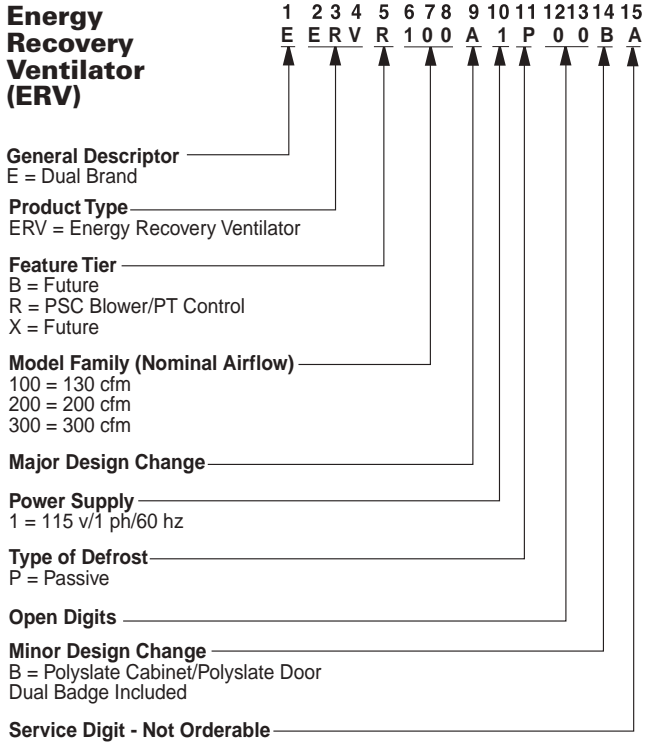 Energy
Recovery
Ventilator
(ERV)
1 2 3 4 5 6 7 8 9 10 11 12 13 14 15
E E R V R 1 0 0 A 1 P 0 0 B A
General Descriptor
E = Dual Brand
Product Type
ERV = Energy Recovery Ventilator
Feature Tier
B = Future
R = PSC Blower/PT Control
X = Future
Model Family (Nominal Airflow)
100 = 130 cfm
200 = 200 cfm
300 = 300 cfm
Major Design Change
Power Supply
1 = 115 v/1 ph/60 hz
Type of Defrost
P = Passive
Open Digits
Minor Design Change
B = Polyslate Cabinet/Polyslate Door
Dual Badge Included
Service Digit - Not Orderable